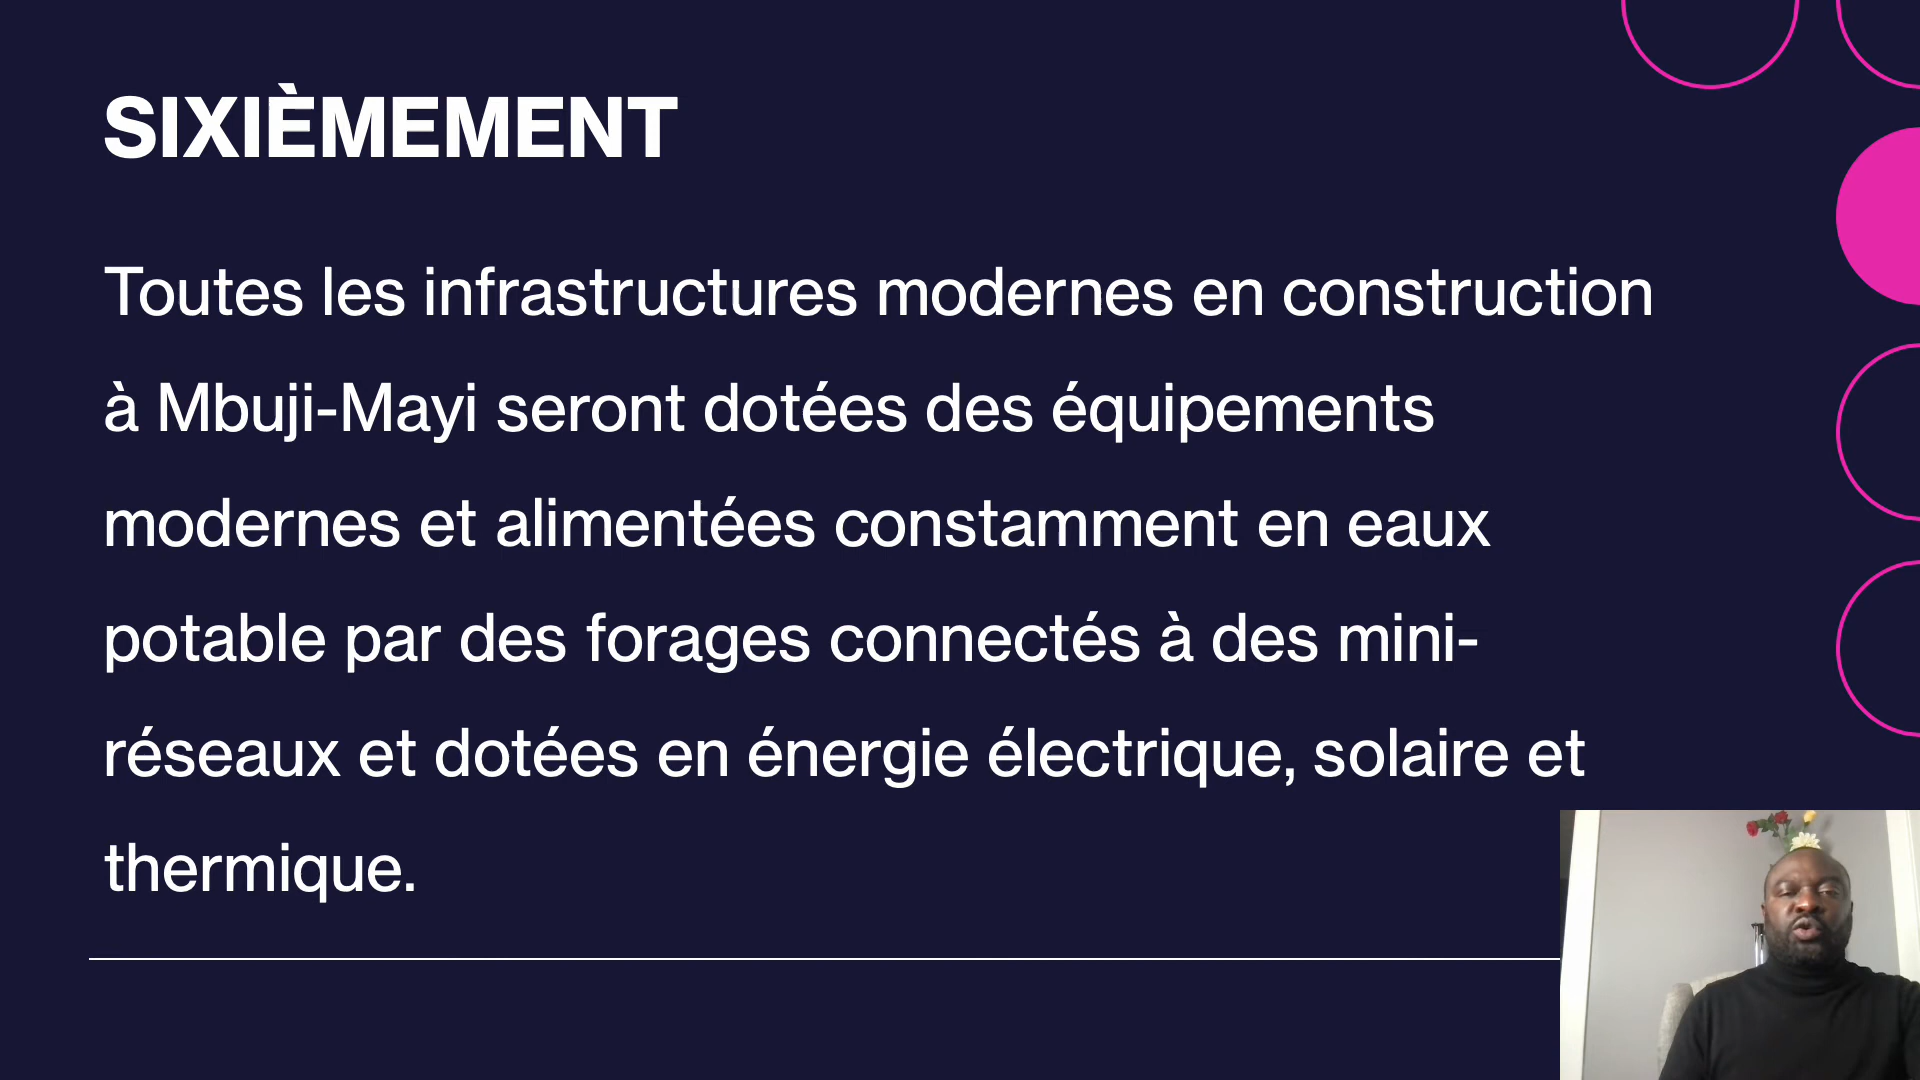 SIXIÈMEMENT
Toutes les infrastructures modernes en construction
à Mbuji-Mayi seront dotées des équipements
modernes et alimentées constamment en eaux
potable par des forages connectés à des mini-
réseaux et dotées en énergie électrique, solaire et
thermique.